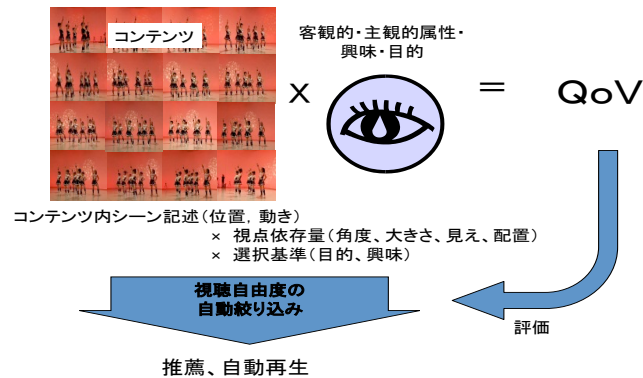 コンテンツ
客観的・主観的属性・
興味・目的
×
=
QoV
コンテンツ内シーン記述(位置, 動き)
× 視点依存量(角度、大きさ、見え、配置)
× 選択基準(目的、興味)
視聴自由度の
自動絞り込み
評価
推薦、自動再生